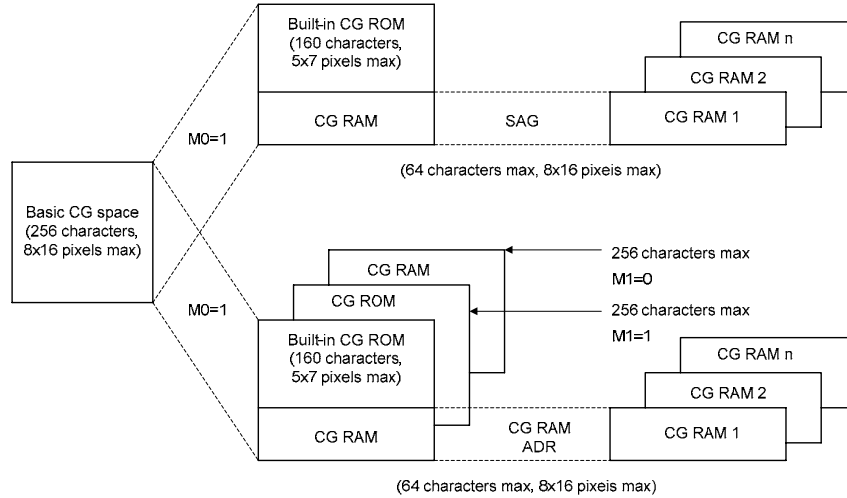 Built-in CG ROM
(160 characters,
5x7 pixels max)
CG RAM
M0=1
SAG
CG RAM n
CG RAM 2
CG RAM 1
(64 characters max, 8x16 pixels max)
Basic CG space
(256 characters,
8x16 pixels max)
M0=1
CG RAM
CG ROM
Built-in CG ROM
(160 characters,
5x7 pixels max)
CG RAM
256 characters max
M1=0
256 characters max
M1=1
CG RAM
ADR
CG RAM n
CG RAM 2
CG RAM 1
(64 characters max, 8x16 pixels max)